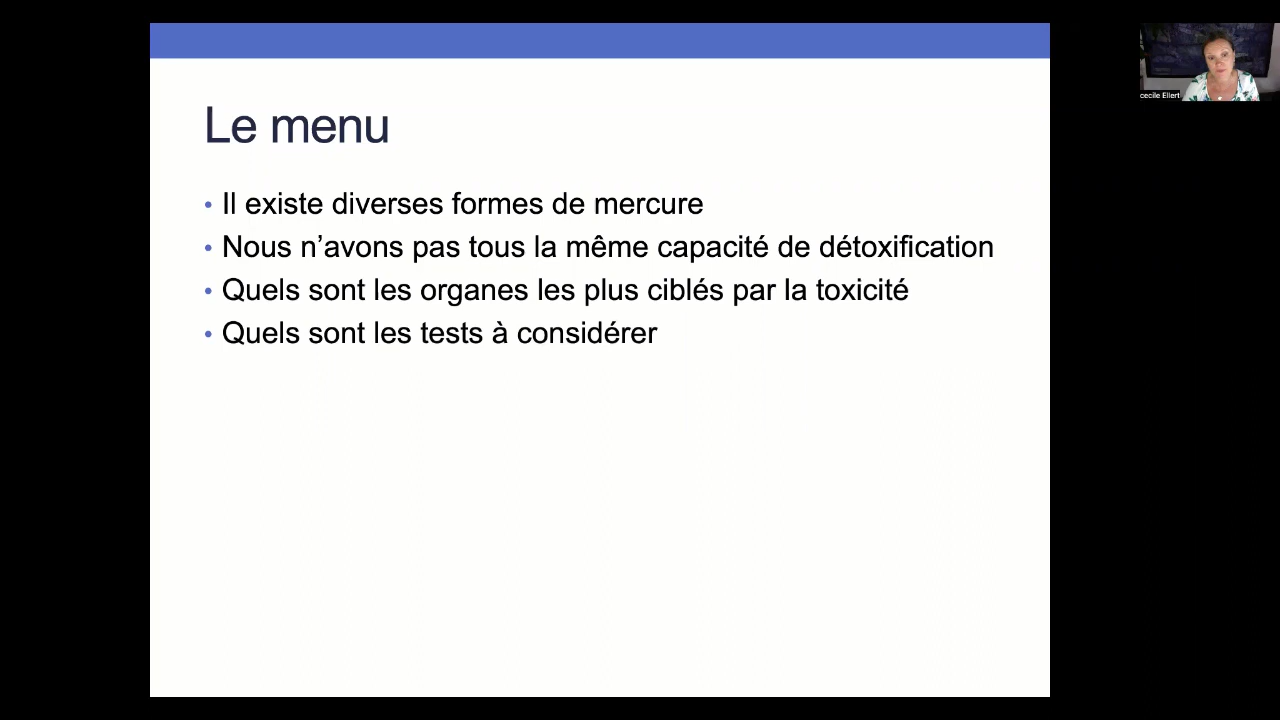 Le menu
• Il existe diverses formes de mercure
• Nous n’avons pas tous la même capacité de détoxification
• Quels sont les organes les plus ciblés par la toxicité
• Quels sont les tests à considérer
cecile Ellert